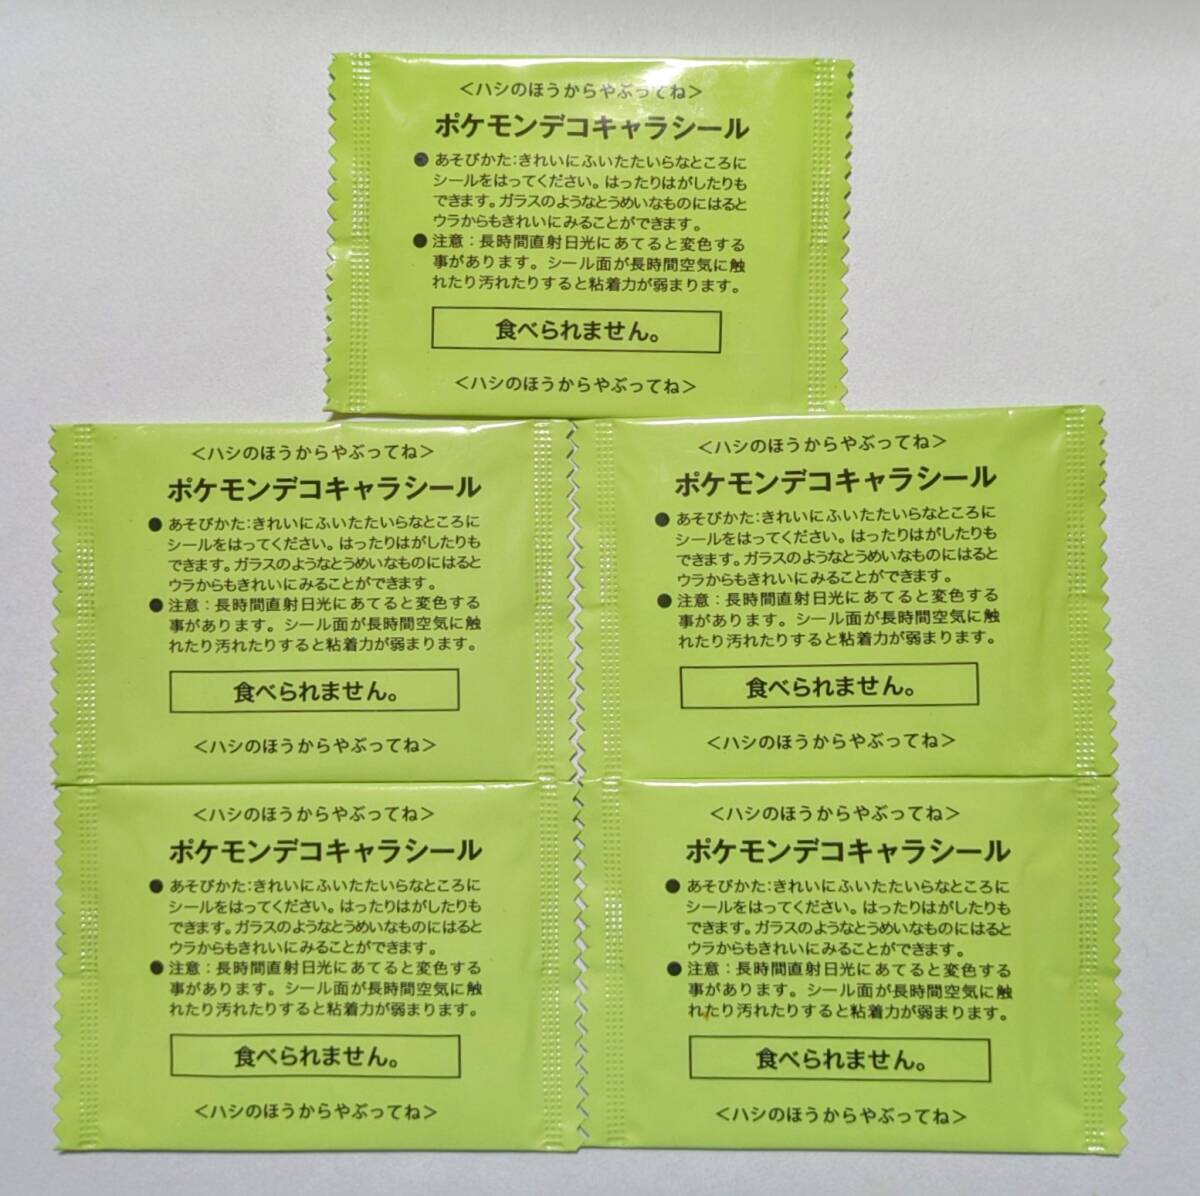 ＜ハシのほうからやぶってね＞
ポケモンデコキャラシール
● あそびかた：きれいにふいたたいらなところに
シールをはってください。はったりはがしたりも
できます。ガラスのようなとうめいなものにはると
ウラからもきれいにみることができます。
● 注意：長時間直射日光にあてると変色する
事があります。シール面が長時間空気に触
れたり汚れたりすると粘着力が弱まります。
食べられません。
＜ハシのほうからやぶってね＞
＜ハシのほうからやぶってね＞
ポケモンデコキャラシール
● あそびかた：きれいにふいたたいらなところに
シールをはってください。はったりはがしたりも
できます。ガラスのようなとうめいなものにはると
ウラからもきれいにみることができます。
● 注意：長時間直射日光にあてると変色する
事があります。シール面が長時間空気に触
れたり汚れたりすると粘着力が弱まります。
食べられません。
＜ハシのほうからやぶってね＞
＜ハシのほうからやぶってね＞
ポケモンデコキャラシール
● あそびかた：きれいにふいたたいらなところに
シールをはってください。はったりはがしたりも
できます。ガラスのようなとうめいなものにはると
ウラからもきれいにみることができます。
● 注意：長時間直射日光にあてると変色する
事があります。シール面が長時間空気に触
れたり汚れたりすると粘着力が弱まります。
食べられません。
＜ハシのほうからやぶってね＞
＜ハシのほうからやぶってね＞
ポケモンデコキャラシール
● あそびかた：きれいにふいたたいらなところに
シールをはってください。はったりはがしたりも
できます。ガラスのようなとうめいなものにはると
ウラからもきれいにみることができます。
● 注意：長時間直射日光にあてると変色する
事があります。シール面が長時間空気に触
れたり汚れたりすると粘着力が弱まります。
食べられません。
＜ハシのほうからやぶってね＞
＜ハシのほうからやぶってね＞
ポケモンデコキャラシール
● あそびかた：きれいにふいたたいらなところに
シールをはってください。はったりはがしたりも
できます。ガラスのようなとうめいなものにはると
ウラからもきれいにみることができます。
● 注意：長時間直射日光にあてると変色する
事があります。シール面が長時間空気に触
れたり汚れたりすると粘着力が弱まります。
食べられません。
＜ハシのほうからやぶってね＞